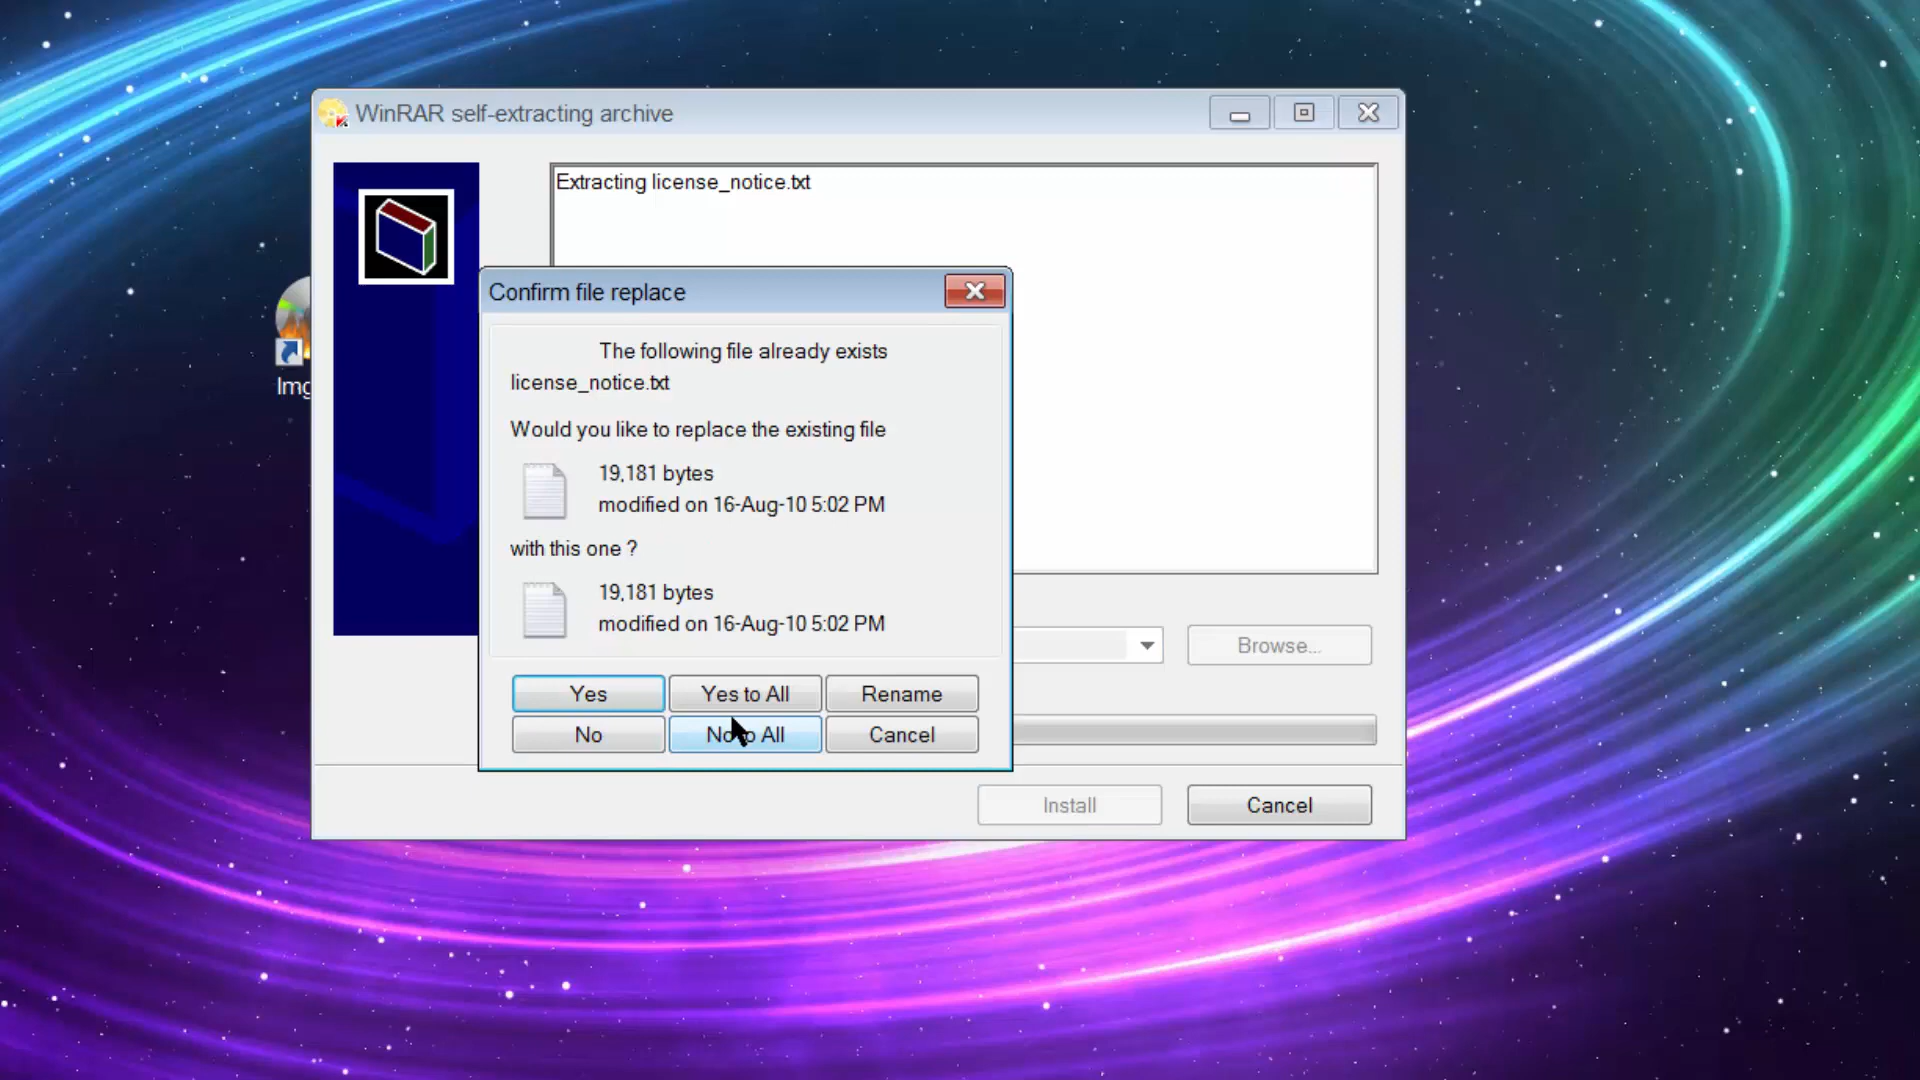 WinRAR self-extracting archive
Extracting license_notice.txt
Confirm file replace
The following file already exists
license_notice.txt
Would you like to replace the existing file
19,181 bytes
modified on 16-Aug-10 5:02 PM
with this one ?
19,181 bytes
modified on 16-Aug-10 5:02 PM
Browse...
Yes
Yes to All
Rename
No
No to All
Cancel
Install
Cancel
Img